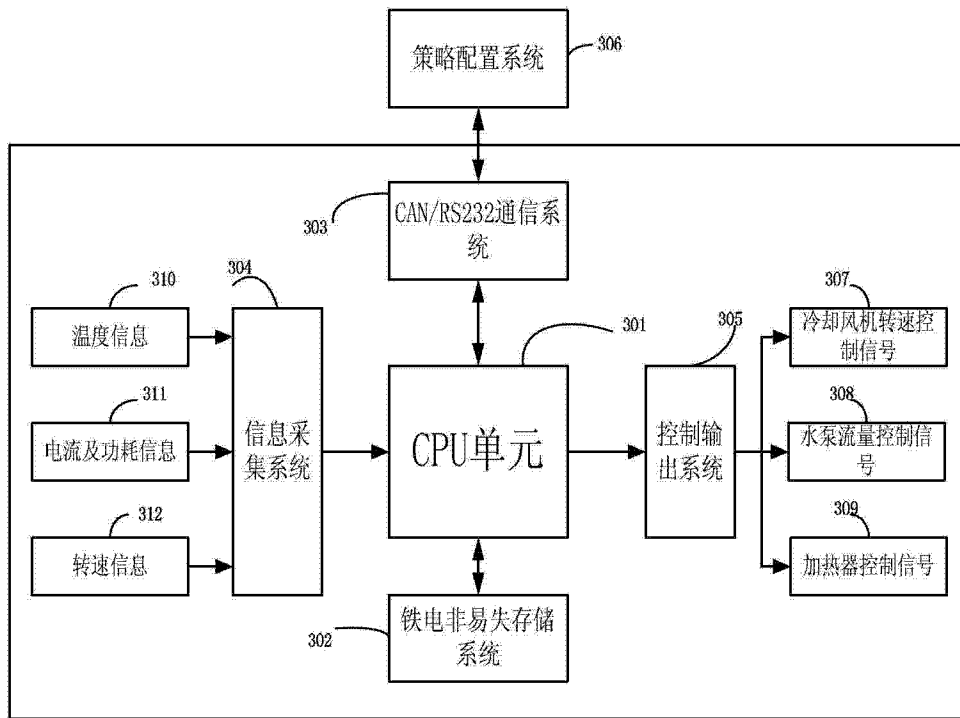 策略配置系统
306
CAN/RS232通信系
统
303
310
温度信息
304
信息采
集系统
311
电流及功耗信息
312
转速信息
301
CPU单元
305
控制输
出系统
307
冷却风机转速控
制信号
308
水泵流量控制信
号
309
加热器控制信号
铁电非易失存储
系统
302